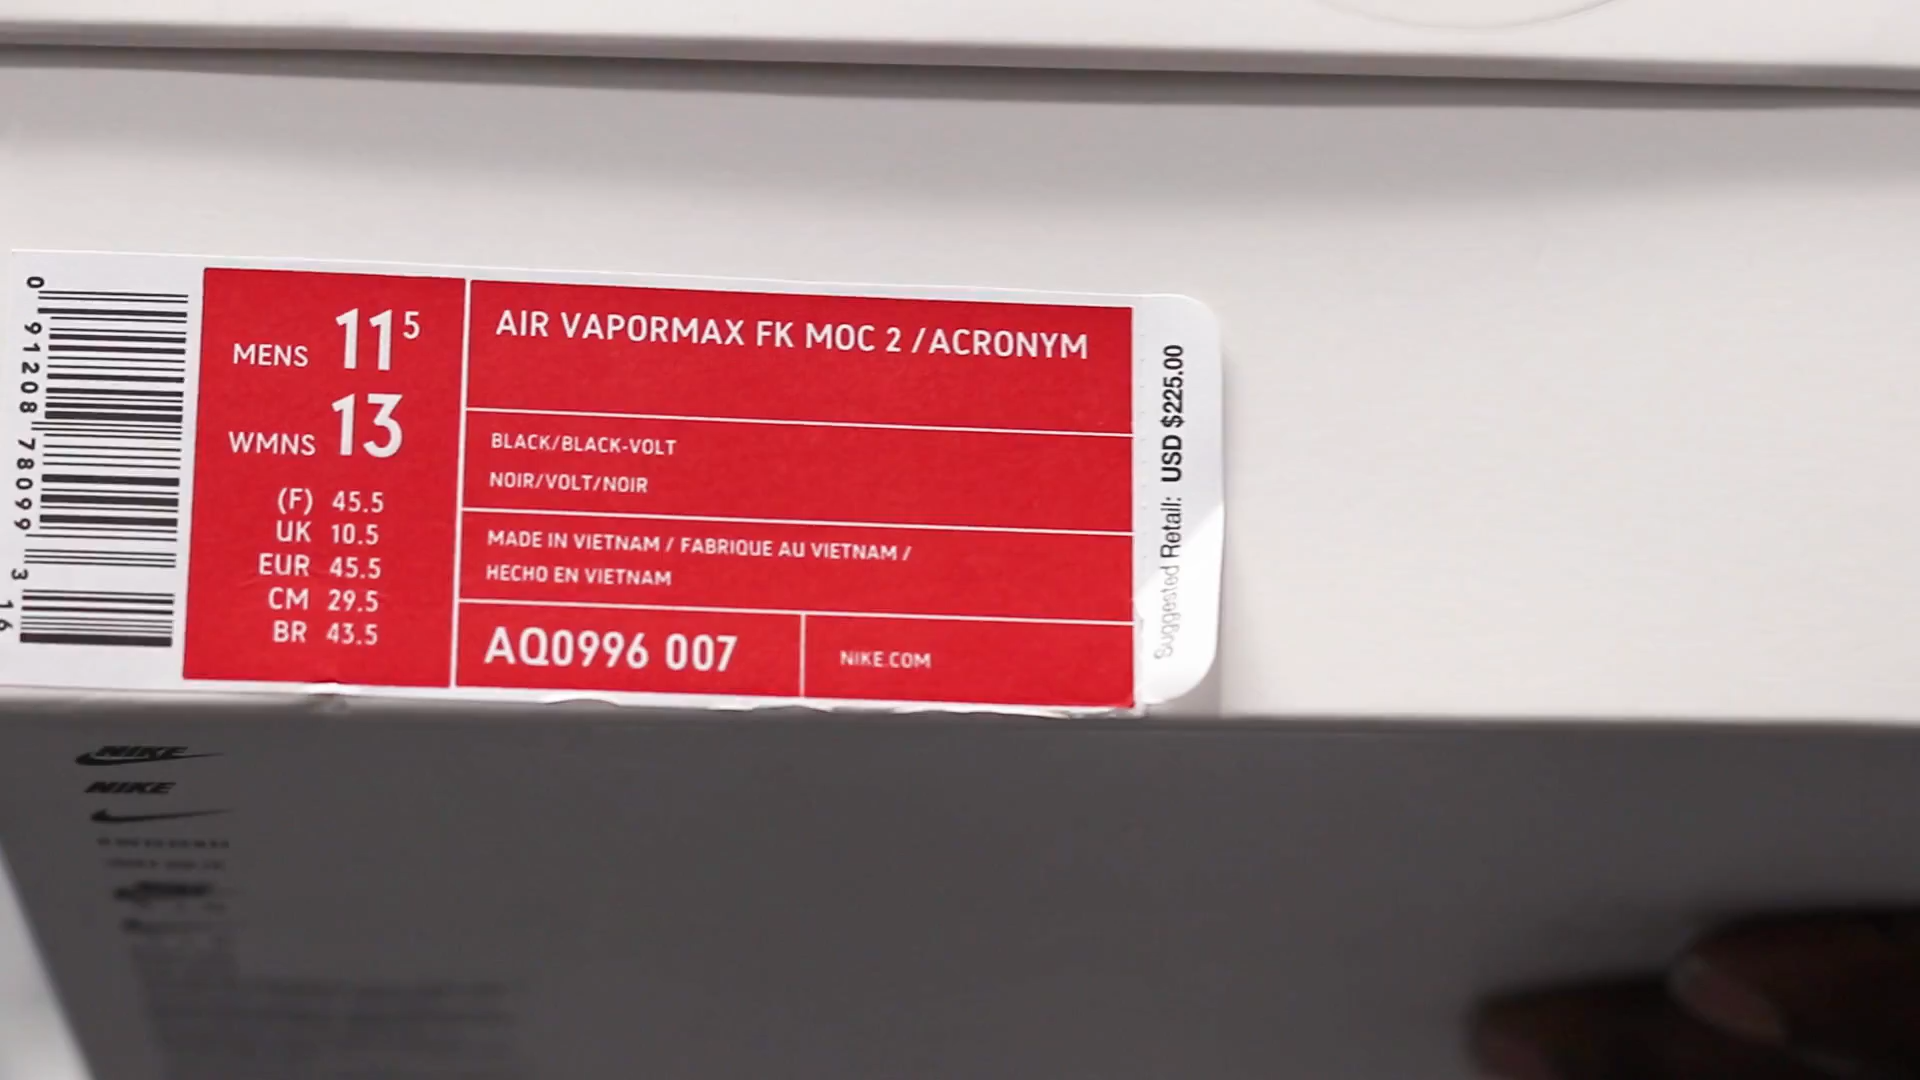 0 91208 78099 3 16
MENS 11⁵
WMNS 13
(F) 45.5
UK 10.5
EUR 45.5
CM 29.5
BR 43.5
AIR VAPORMAX FK MOC 2 /ACRONYM
BLACK/BLACK-VOLT
NOIR/VOLT/NOIR
MADE IN VIETNAM / FABRIQUE AU VIETNAM /
HECHO EN VIETNAM
AQ0996 007
NIKE.COM
Suggested Retail: USD $225.00
NIKE
NIKE